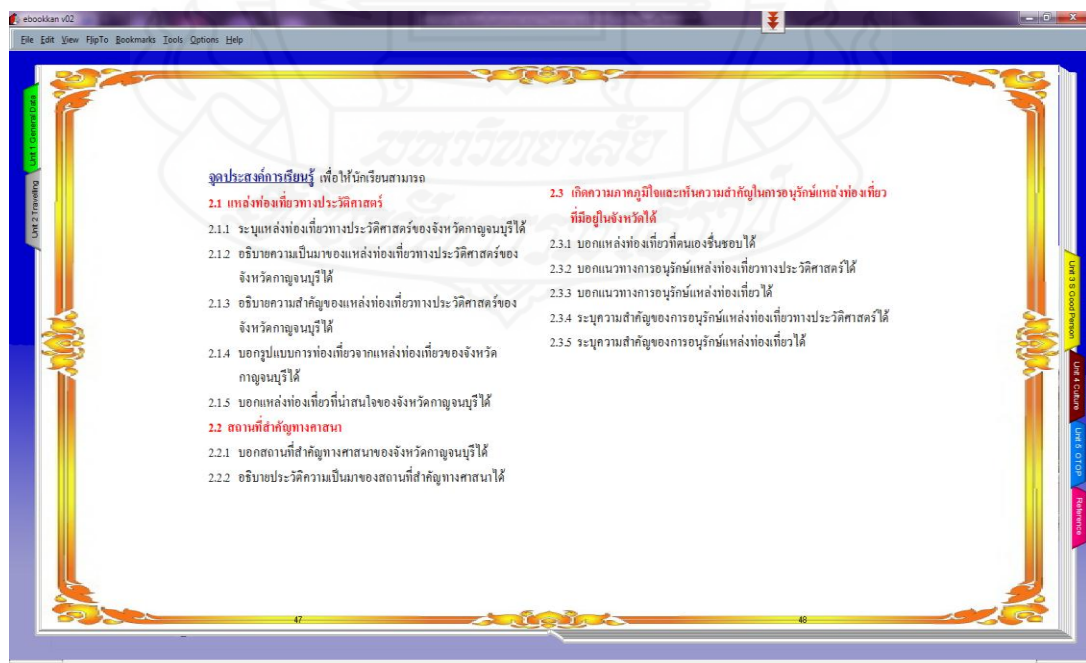 ebookkan v02
File Edit View FlipTo Bookmarks Tools Options Help
Unit 1 General Data
Unit 2 Traveling
จุดประสงค์การเรียนรู้ เพื่อให้นักเรียนสามารถ
2.1 แหล่งท่องเที่ยวทางประวัติศาสตร์
2.1.1 ระบุแหล่งท่องเที่ยวทางประวัติศาสตร์ของจังหวัดกาญจนบุรีได้
2.1.2 อธิบายความเป็นมาของแหล่งท่องเที่ยวทางประวัติศาสตร์ของ
จังหวัดกาญจนบุรีได้
2.1.3 อธิบายความสำคัญของแหล่งท่องเที่ยวทางประวัติศาสตร์ของ
จังหวัดกาญจนบุรีได้
2.1.4 บอกรูปแบบการท่องเที่ยวจากแหล่งท่องเที่ยวของจังหวัด
กาญจนบุรีได้
2.1.5 บอกแหล่งท่องเที่ยวที่น่าสนใจของจังหวัดกาญจนบุรีได้
2.2 สถานที่สำคัญทางศาสนา
2.2.1 บอกสถานที่สำคัญทางศาสนาของจังหวัดกาญจนบุรีได้
2.2.2 อธิบายประวัติความเป็นมาของสถานที่สำคัญทางศาสนาได้
47
2.3 เกิดความภาคภูมิใจและเห็นความสำคัญในการอนุรักษ์แหล่งท่องเที่ยว
ที่มีอยู่ในจังหวัดได้
2.3.1 บอกแหล่งท่องเที่ยวที่ตนเองชื่นชอบได้
2.3.2 บอกแนวทางการอนุรักษ์แหล่งท่องเที่ยวทางประวัติศาสตร์ได้
2.3.3 บอกแนวทางการอนุรักษ์แหล่งท่องเที่ยวได้
2.3.4 ระบุความสำคัญของการอนุรักษ์แหล่งท่องเที่ยวทางประวัติศาสตร์ได้
2.3.5 ระบุความสำคัญของการอนุรักษ์แหล่งท่องเที่ยวได้
48
Unit 3 S Good Person
Unit 4 Culture
Unit 5 OTOP
Reference